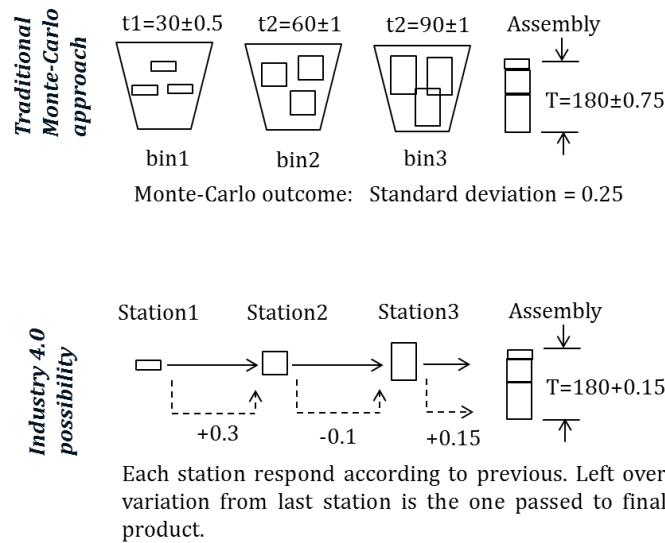 Traditional
Monte-Carlo
approach
t1=30±0.5 t2=60±1 t2=90±1 Assembly
T=180±0.75
bin1 bin2 bin3
Monte-Carlo outcome: Standard deviation = 0.25
Industry 4.0
possibility
Station1 Station2 Station3 Assembly
T=180+0.15
+0.3 -0.1 +0.15
Each station respond according to previous. Left over
variation from last station is the one passed to final
product.